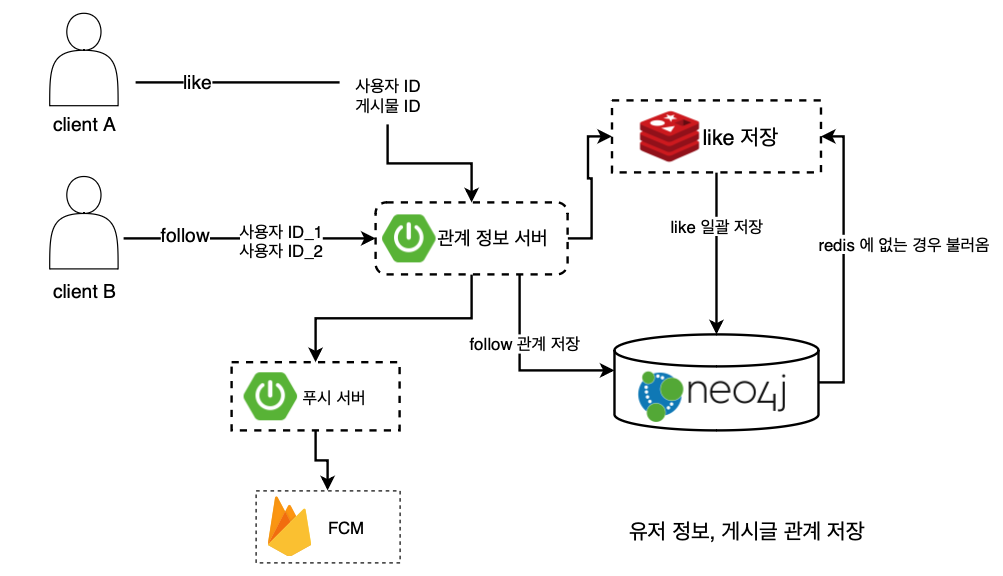 like
사용자 ID
게시물 ID
client A
like 저장
follow
사용자 ID_1
사용자 ID_2
관계 정보 서버
like 일괄 저장
redis 에 없는 경우 불러옴
client B
follow 관계 저장
푸시 서버
neo4j
FCM
유저 정보, 게시글 관계 저장